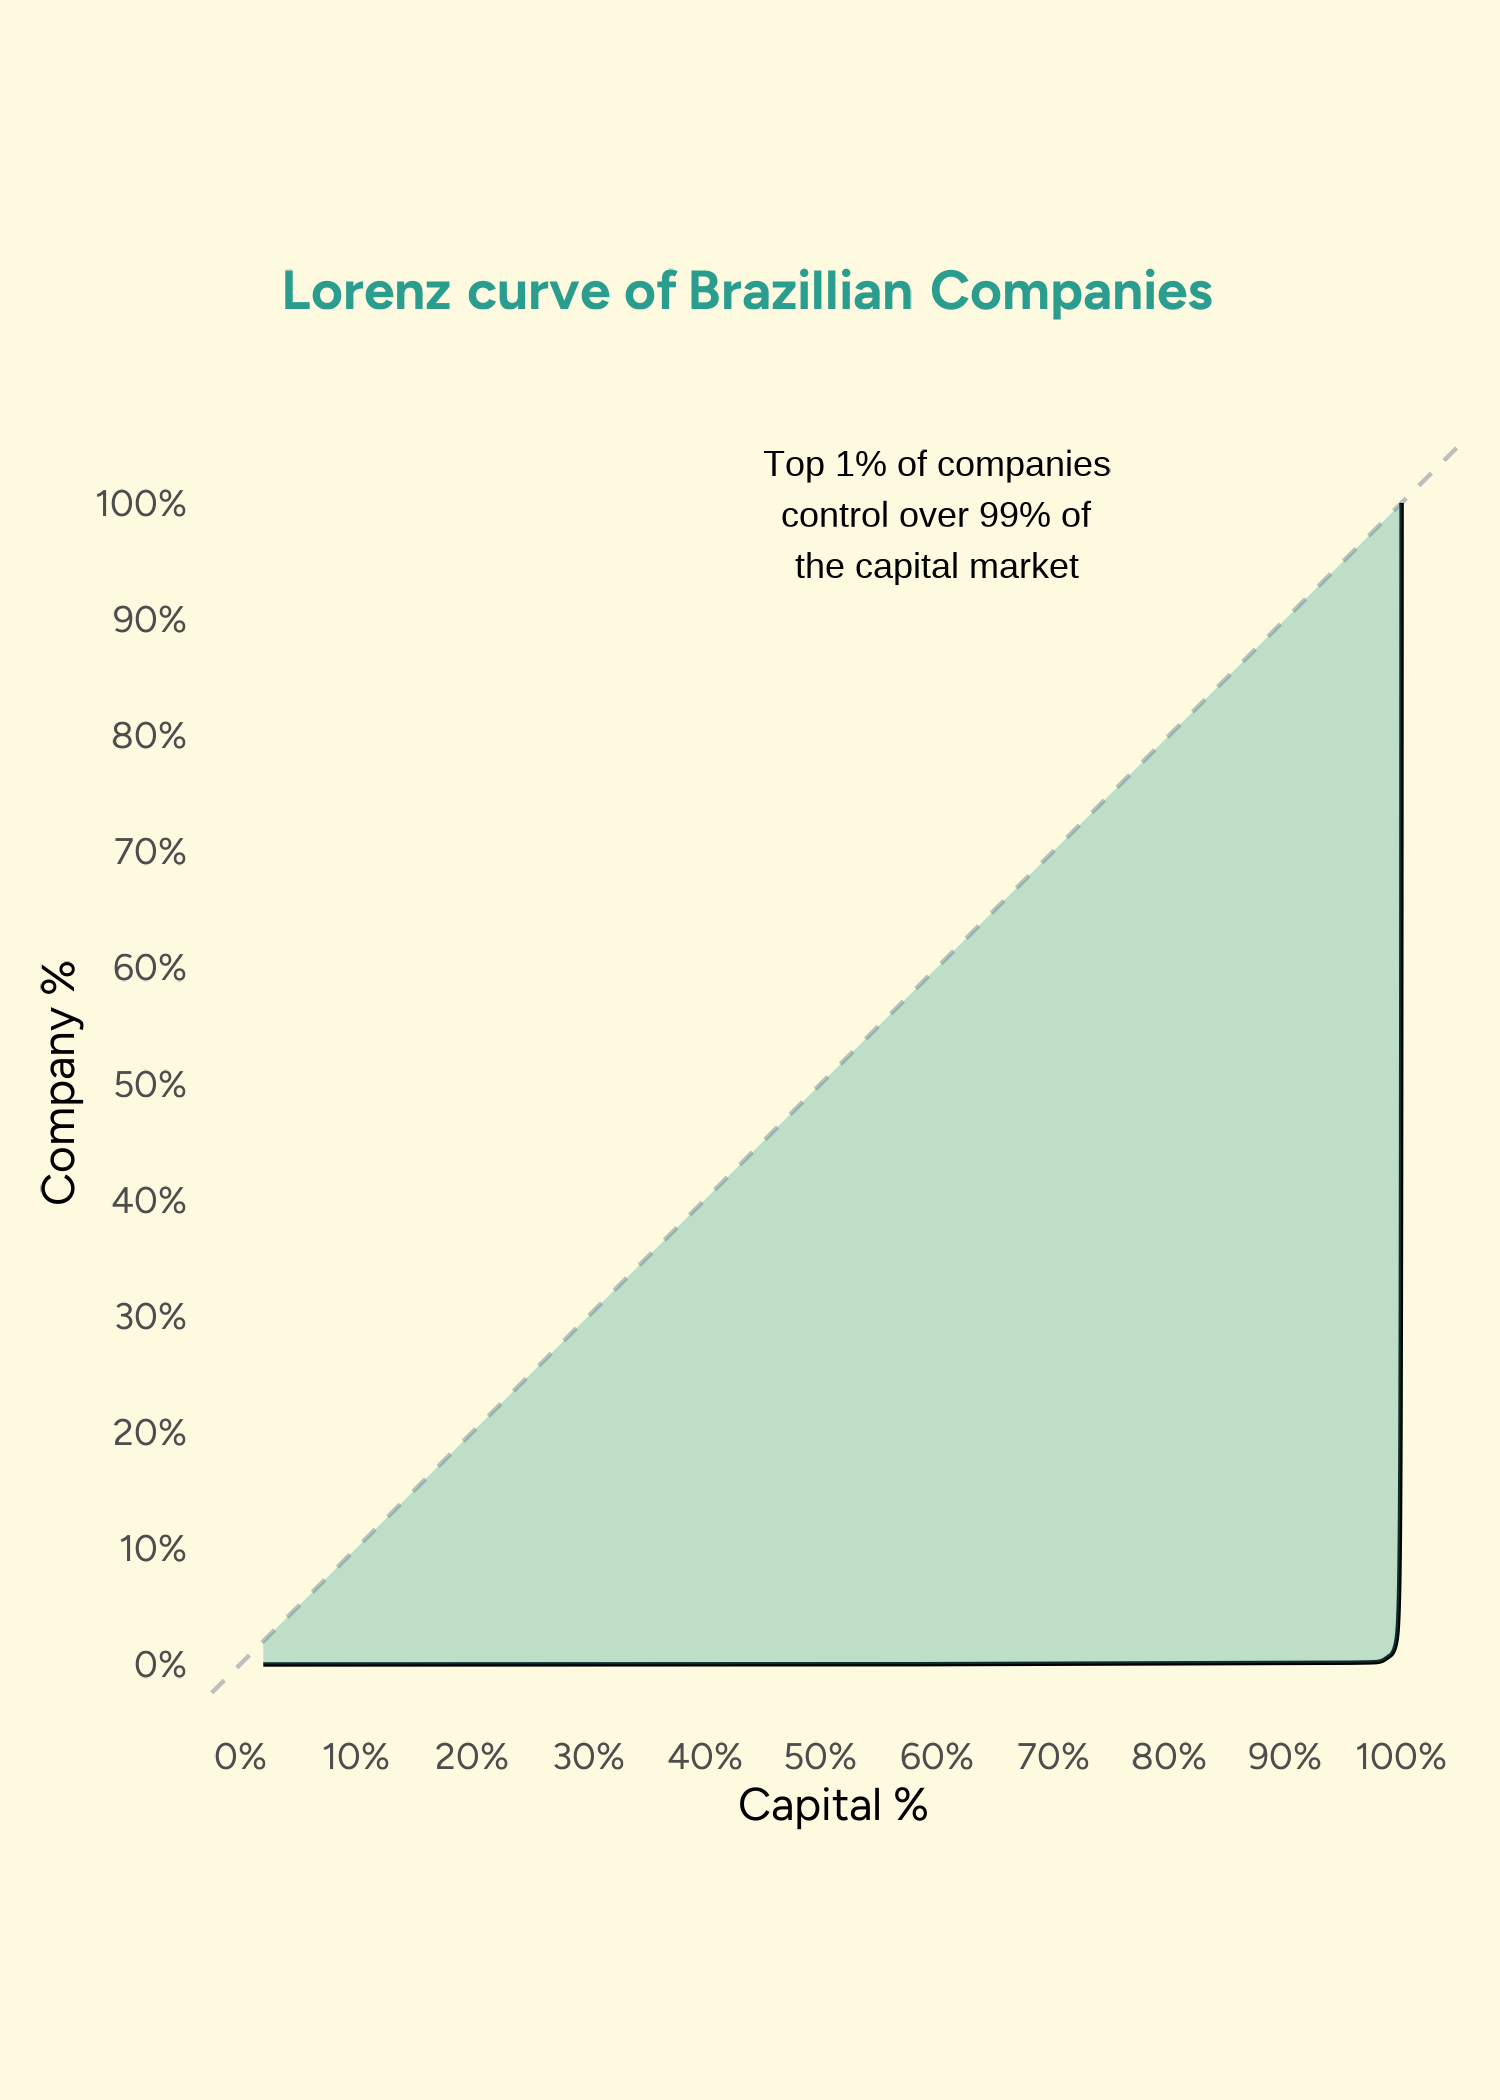 Lorenz curve of Brazillian Companies
Top 1% of companies
control over 99% of
the capital market
100%
90%
80%
70%
60%
50%
40%
30%
20%
10%
0%
Company %
0% 10% 20% 30% 40% 50% 60% 70% 80% 90% 100%
Capital %